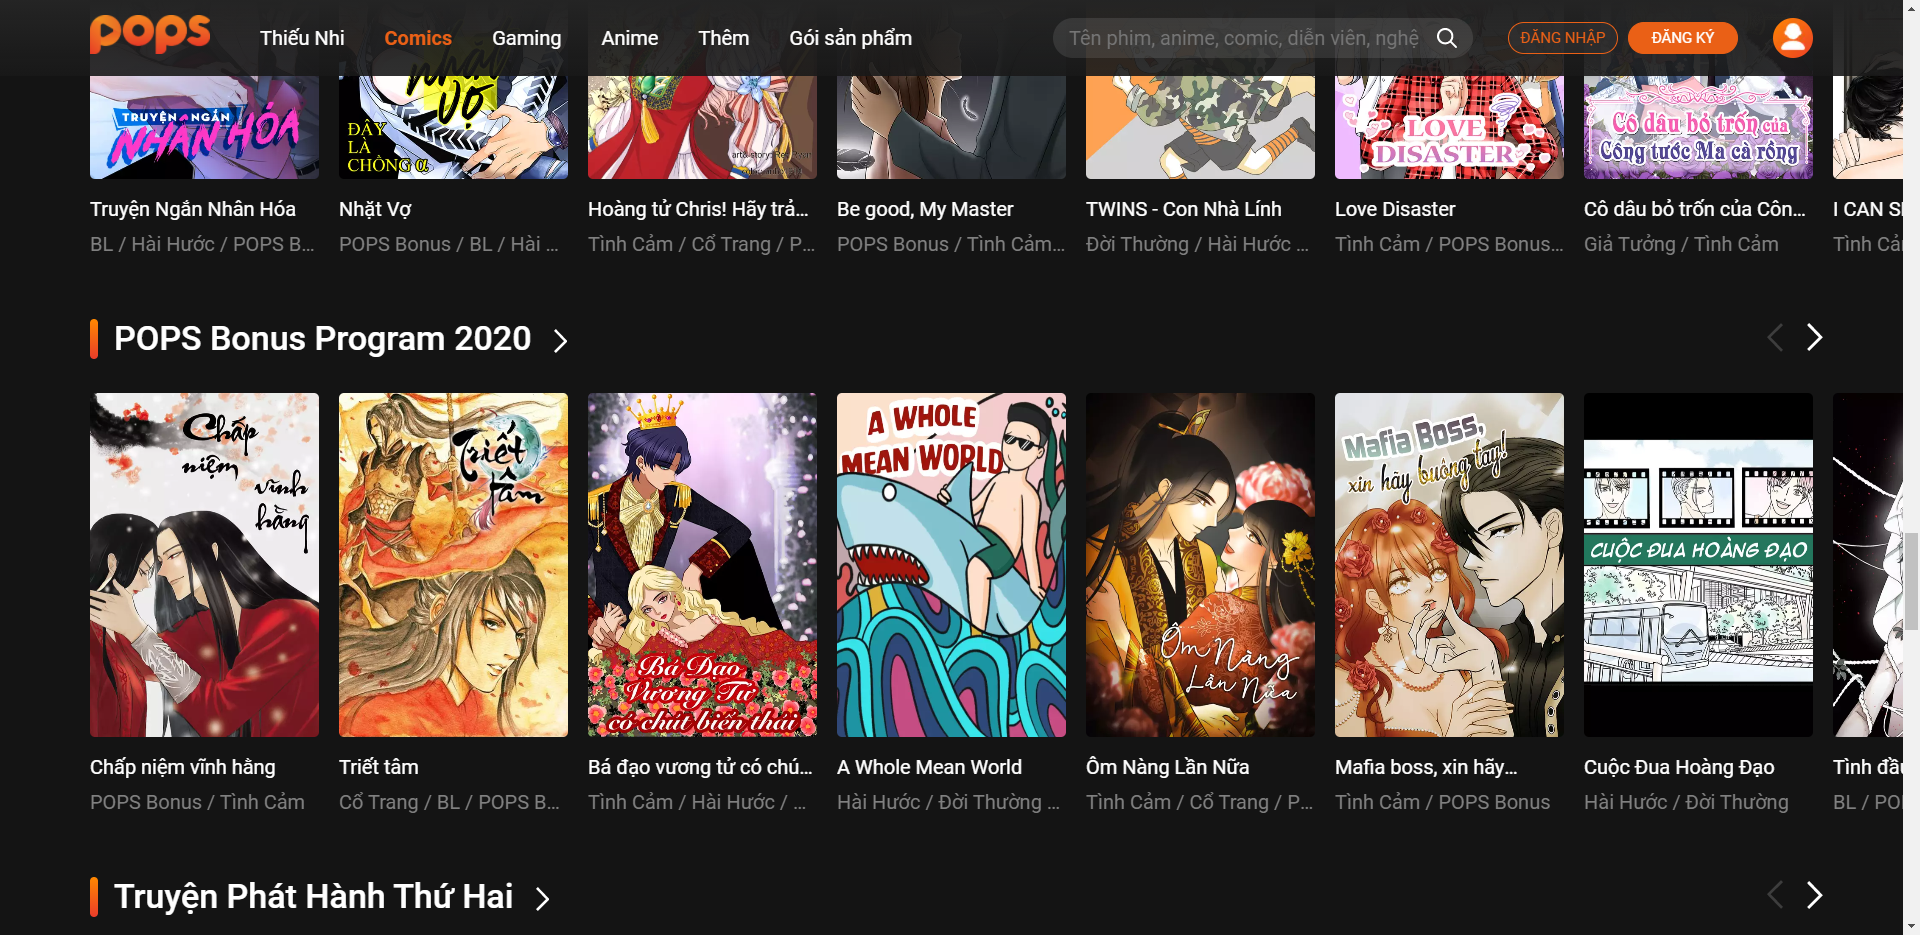 POPS
Thiếu Nhi
Comics
Gaming
Anime
Thêm
Gói sản phẩm
Tên phim, anime, comic, diễn viên, nghệ
ĐĂNG NHẬP
ĐĂNG KÝ
TRUYỆN NGẮN
NHÂN HÓA
nhặt
vợ
ĐÂY
LÀ
CHỒNG α
LOVE
DISASTER
Cô dâu bỏ trốn của
Công tước Ma cà rồng
Truyện Ngắn Nhân Hóa
Nhặt Vợ
Hoàng tử Chris! Hãy trả...
Be good, My Master
TWINS - Con Nhà Lính
Love Disaster
Cô dâu bỏ trốn của Côn...
BL / Hài Hước / POPS B...
POPS Bonus / BL / Hài ...
Tình Cảm / Cổ Trang / P...
POPS Bonus / Tình Cảm...
Đời Thường / Hài Hước ...
Tình Cảm / POPS Bonus...
Giả Tưởng / Tình Cảm
POPS Bonus Program 2020
Chấp
niệm
vĩnh
hằng
Triết
tâm
Bá Đạo
Vương Tử
có chút biến thái
A WHOLE
MEAN WORLD
Ôm Nàng
Lần Nữa
Mafia Boss,
xin hãy buông tay!
CUỘC ĐUA HOÀNG ĐẠO
Chấp niệm vĩnh hằng
Triết tâm
Bá đạo vương tử có chú...
A Whole Mean World
Ôm Nàng Lần Nữa
Mafia boss, xin hãy...
Cuộc Đua Hoàng Đạo
Tình đầu
POPS Bonus / Tình Cảm
Cổ Trang / BL / POPS B...
Tình Cảm / Hài Hước / ...
Hài Hước / Đời Thường ...
Tình Cảm / Cổ Trang / P...
Tình Cảm / POPS Bonus
Hài Hước / Đời Thường
Truyện Phát Hành Thứ Hai